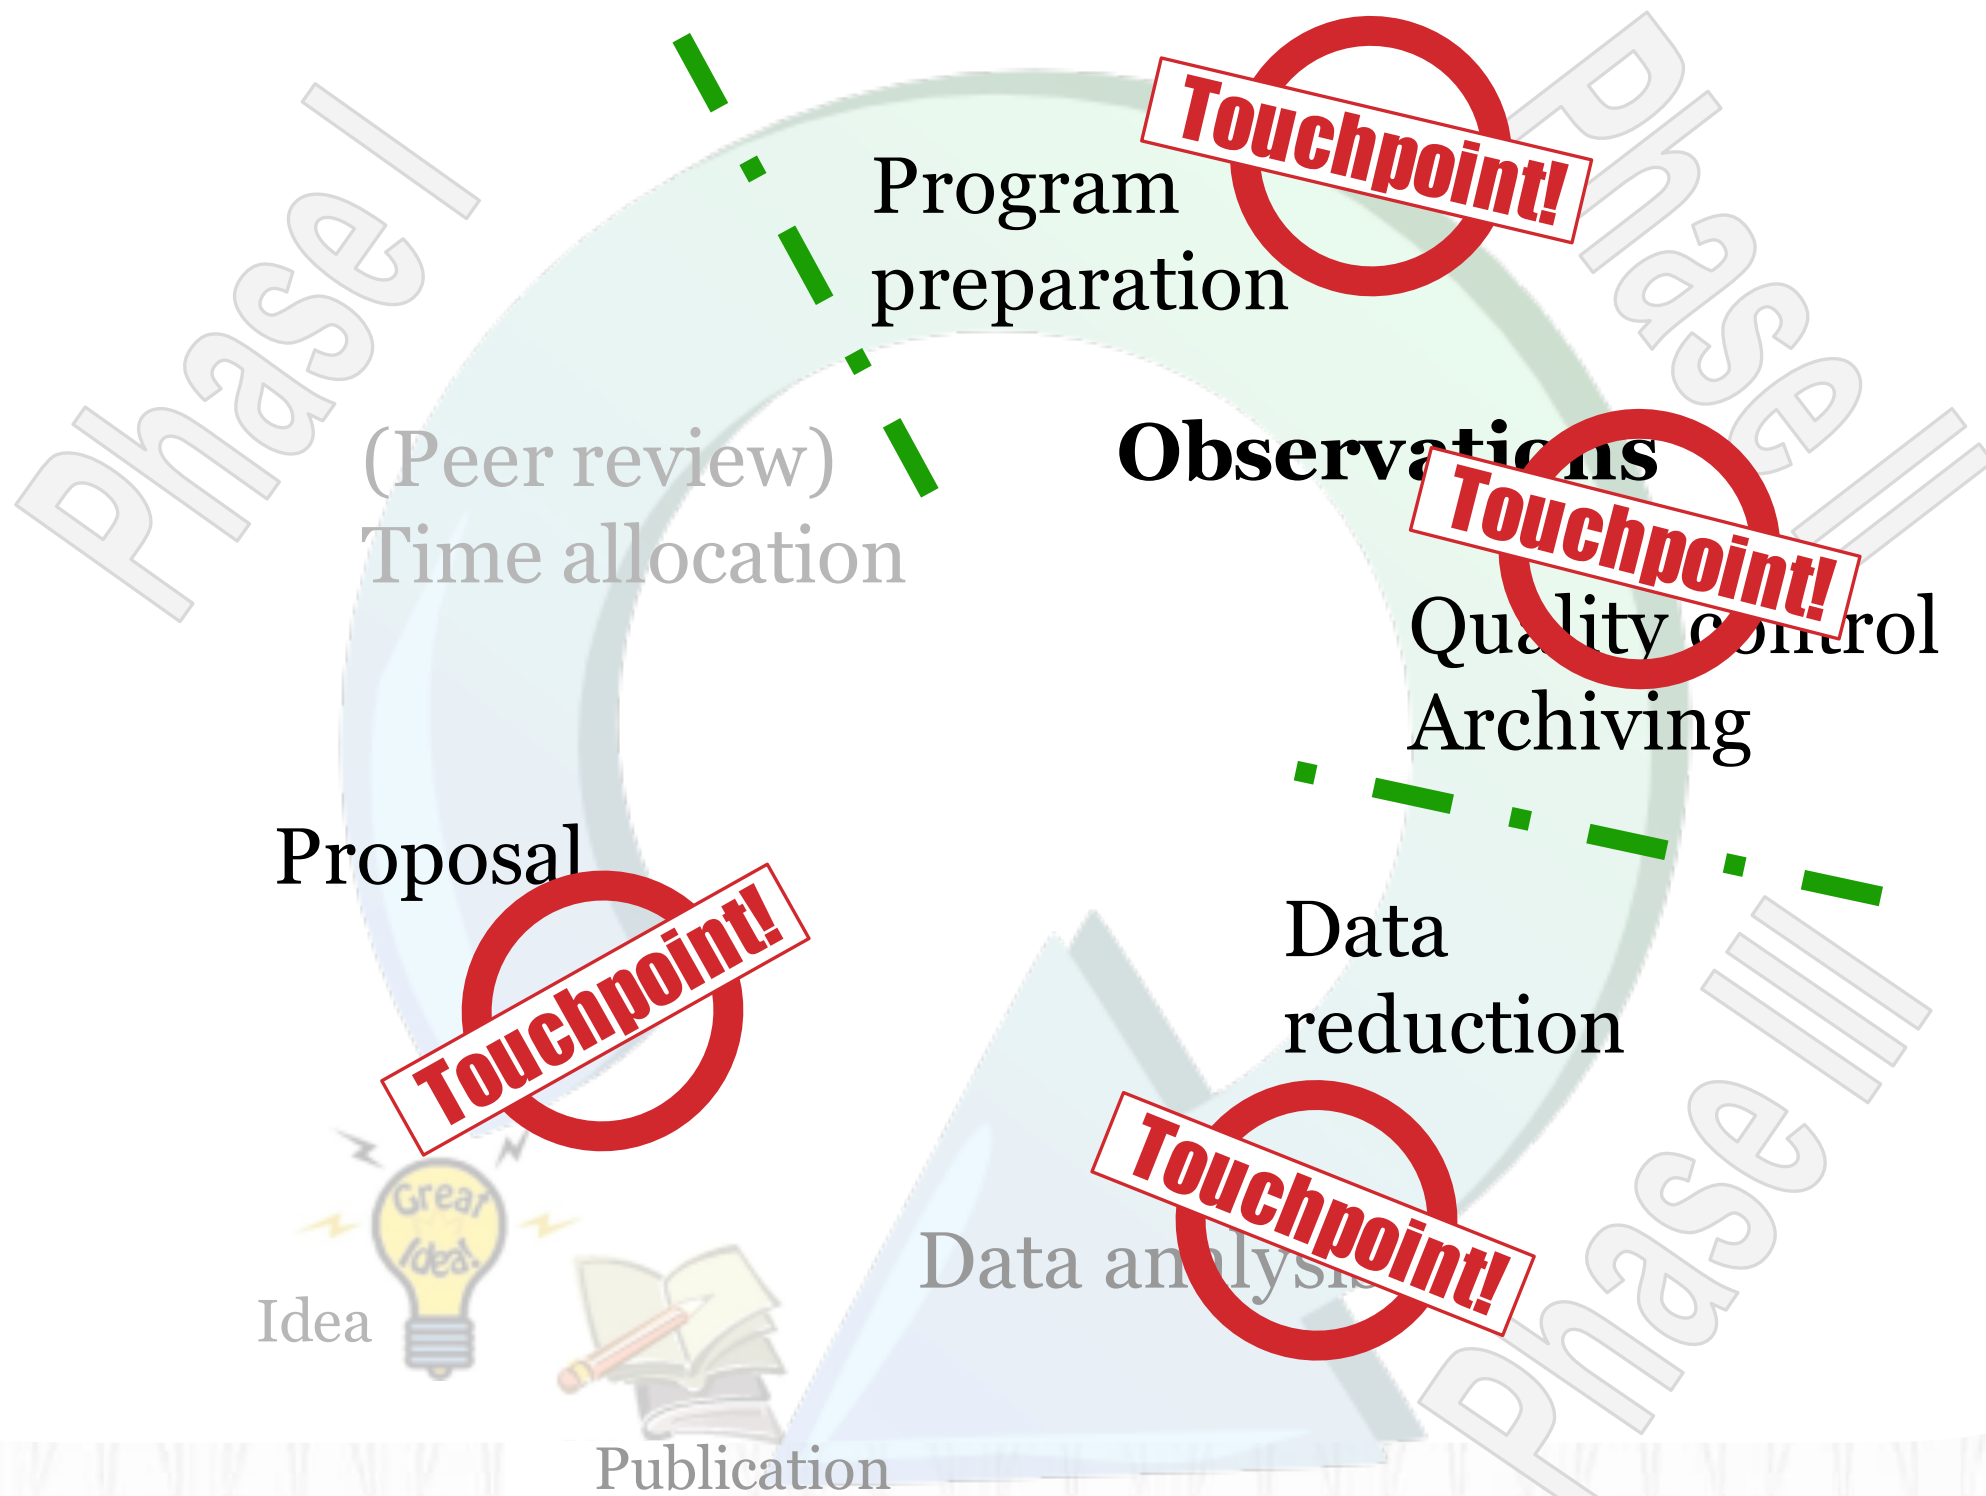 Phase I
Program
preparation
Touchpoint!
Phase II
(Peer review)
Time allocation
Observations
Touchpoint!
Quality control
Archiving
Proposal
Touchpoint!
Data
reduction
Phase III
Great
Idea!
Idea
Data analysis
Touchpoint!
Publication